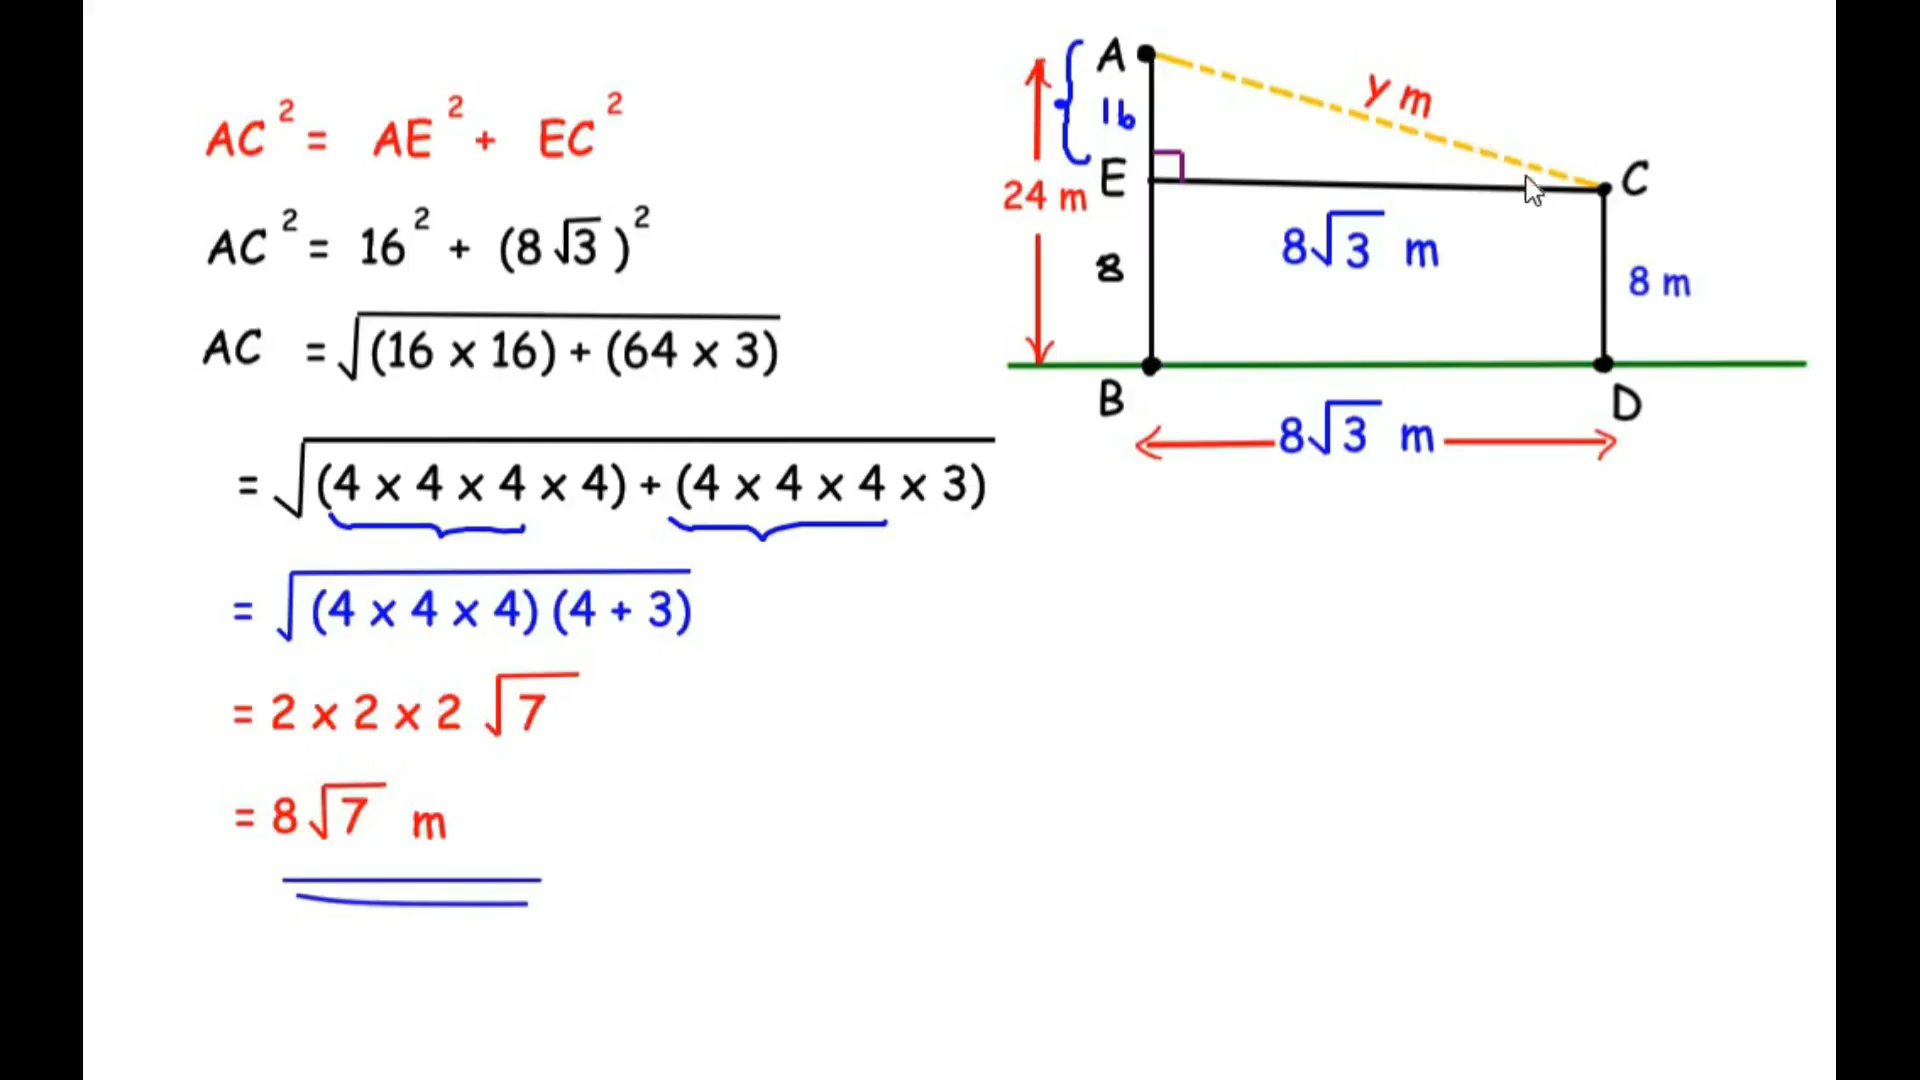 AC² = AE² + EC²
AC² = 16² + (8√3)²
AC = √(16 x 16) + (64 x 3)
= √(4 x 4 x 4 x 4) + (4 x 4 x 4 x 3)
= √(4 x 4 x 4) (4 + 3)
= 2 x 2 x 2 √7
= 8√7 m
A
y m
16
E
C
24 m
8√3 m
8
8 m
B
D
8√3 m